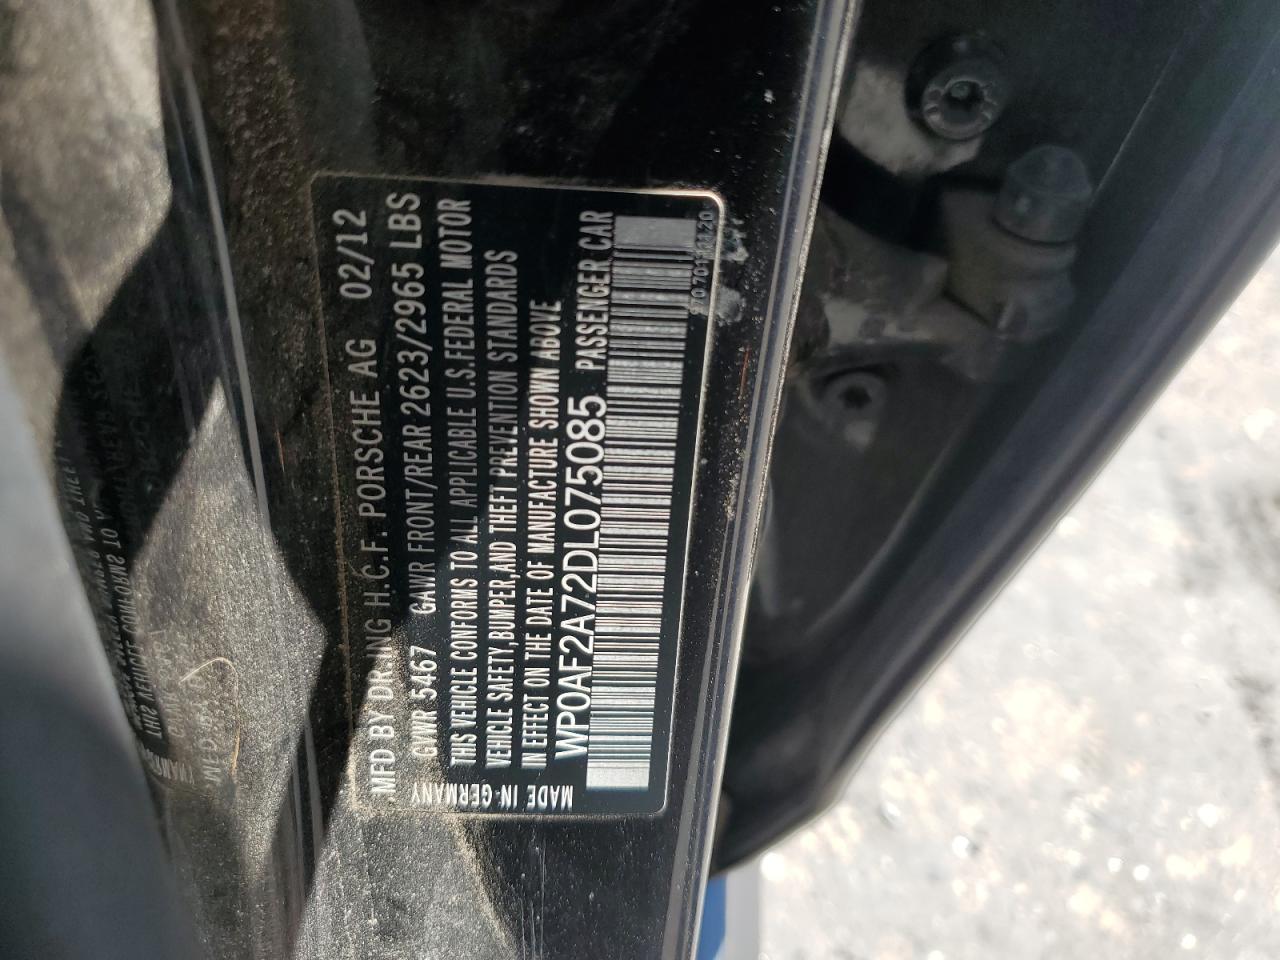 MFD BY DR.ING H.C.F. PORSCHE AG 02/12
GVWR 5467 GAWR FRONT/REAR 2623/2965 LBS
THIS VEHICLE CONFORMS TO ALL APPLICABLE U.S.FEDERAL MOTOR
VEHICLE SAFETY,BUMPER,AND THEFT PREVENTION STANDARDS
IN EFFECT ON THE DATE OF MANUFACTURE SHOWN ABOVE
WP0AF2A72DL075085 PASSENGER CAR
MADE IN GERMANY